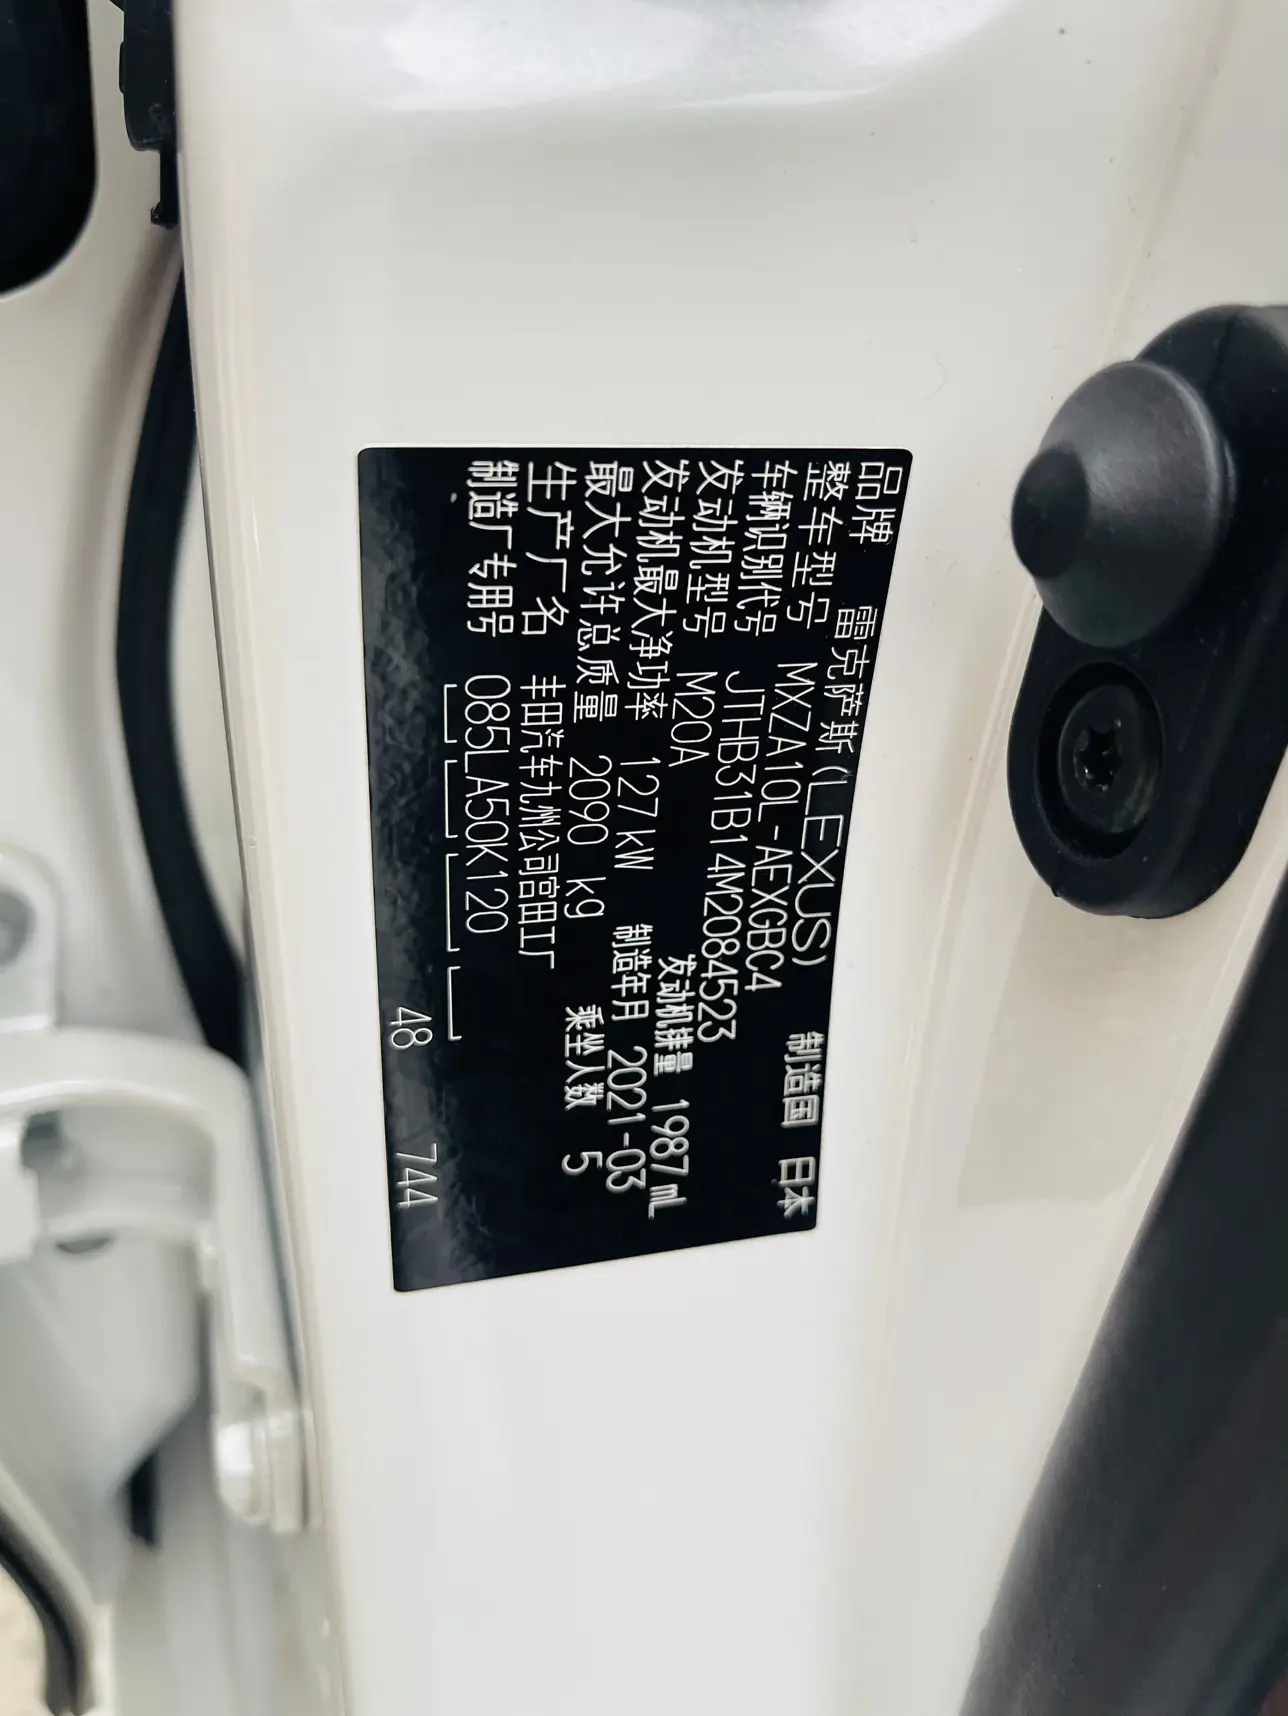 品牌 雷克萨斯(LEXUS) 制造国 日本
整车型号 MXZA10L-AEXGBC4
车辆识别代号 JTHB31B14M2084523
发动机型号 M20A 发动机排量 1987mL
发动机最大净功率 127kW 制造年月 2021-03
最大允许总质量 2090 kg 乘坐人数 5
生产厂名 丰田汽车九州公司宫田工厂
制造厂专用号 085LA50K120
48 744